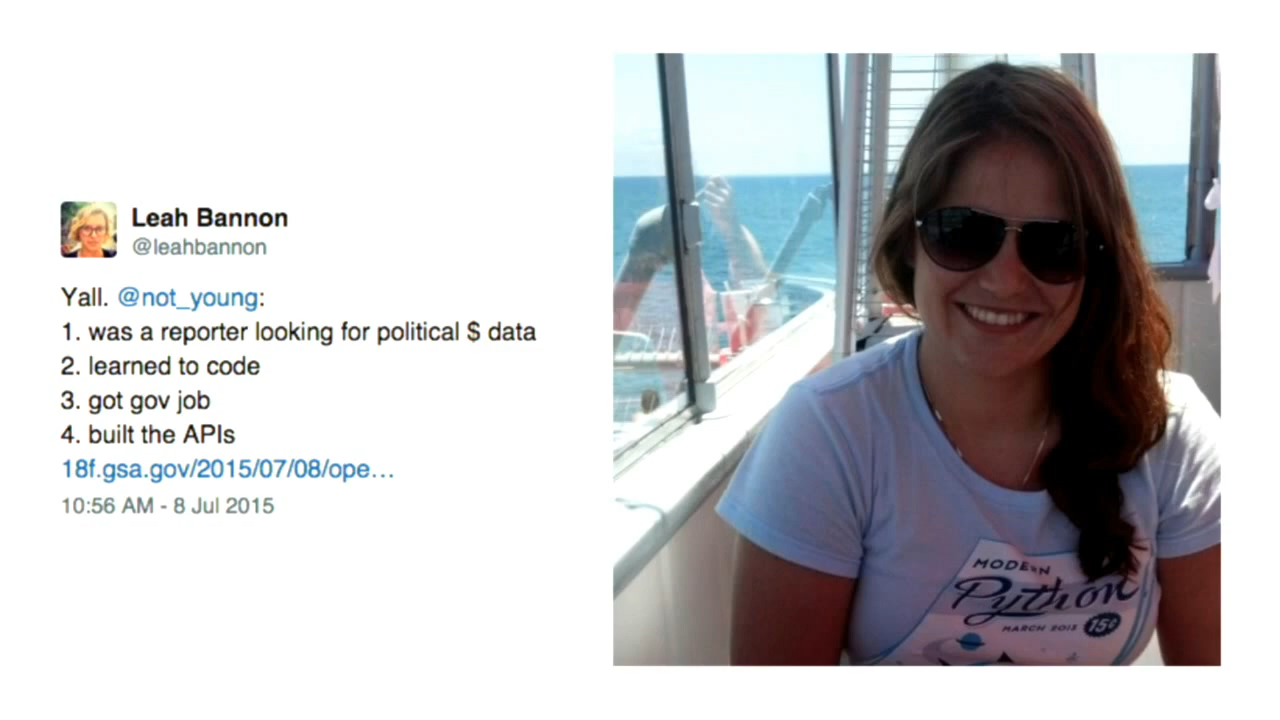 Leah Bannon
@leahbannon
Yall. @not_young:
1. was a reporter looking for political $ data
2. learned to code
3. got gov job
4. built the APIs
18f.gsa.gov/2015/07/08/ope…
10:56 AM - 8 Jul 2015
MODERN
Python
MARCH 2013 15¢